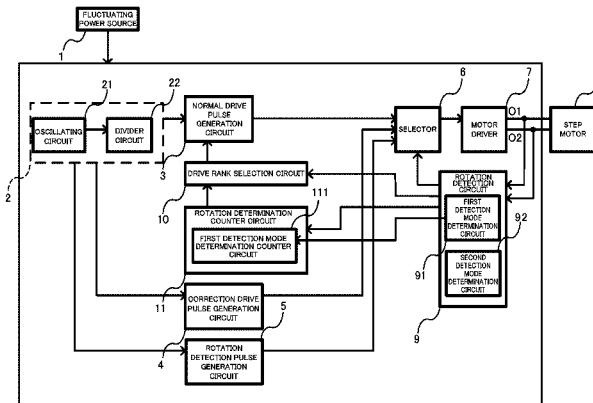 FLUCTUATING
POWER SOURCE
1
21
22
OSCILLATING
CIRCUIT
DIVIDER
CIRCUIT
2
NORMAL DRIVE
PULSE
GENERATION
CIRCUIT
3
6
SELECTOR
7
MOTOR
DRIVER
O1
O2
STEP
MOTOR
DRIVE RANK SELECTION CIRCUIT
10
ROTATION DETERMINATION
COUNTER CIRCUIT
111
FIRST DETECTION MODE
DETERMINATION COUNTER
CIRCUIT
11
ROTATION
DETECTION
CIRCUIT
FIRST
DETECTION
MODE
DETERMINATION
CIRCUIT
91
92
SECOND
DETECTION
MODE
DETERMINATION
CIRCUIT
9
CORRECTION DRIVE
PULSE GENERATION
CIRCUIT
4
5
ROTATION
DETECTION PULSE
GENERATION
CIRCUIT